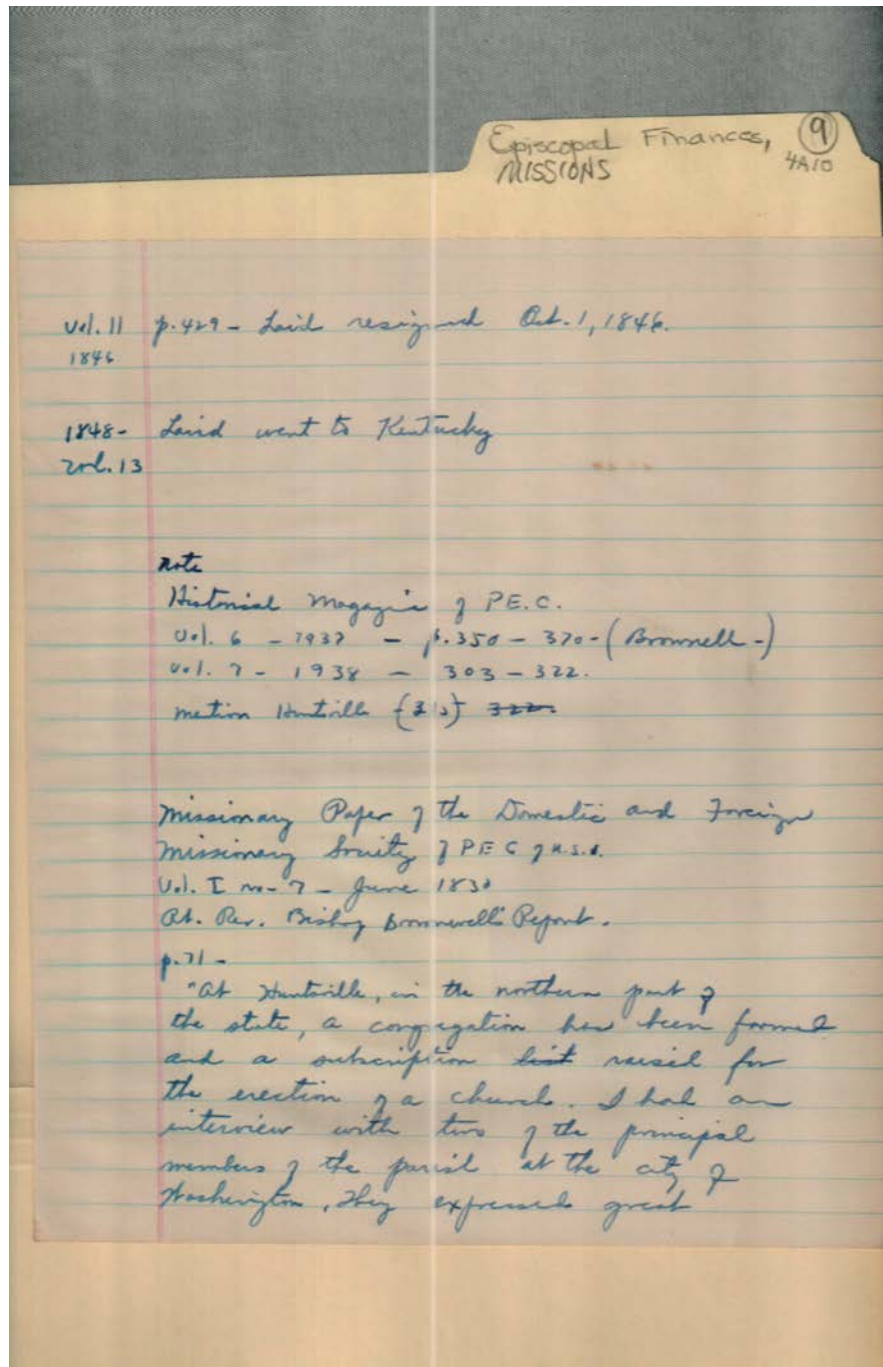 Episcopal Finances, 9
MISSIONS 4A10
Vol. 11 p. 429 - Laird resigned Oct. 1, 1846.
1846
1848- Laird went to Kentucky
vol. 13
note
Historical Magazine of P.E.C.
Vol. 6 - 1937 - p. 350 - 370 - (Brownell -)
Vol. 7 - 1938 - 303 - 322.
mention Huntsville
Missionary Paper of the Domestic and Foreign
Missionary Society of PEC of U.S.A.
Vol. I no - 7 - June 1830
Rt. Rev. Bishop Brownell's Report.
p. 71 -
"At Huntsville, in the northern part of
the state, a congregation has been formed
and a subscription list raised for
the erection of a church. I had an
interview with two of the principal
members of the parish at the city of
Washington. They expressed great